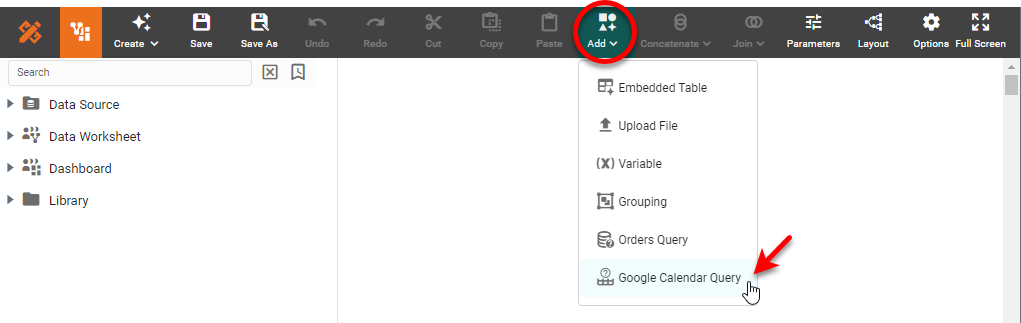 Create Save Save As Undo Redo Cut Copy Paste Add Concatenate Join Parameters Layout Options Full Screen
Search
Data Source
Data Worksheet
Dashboard
Library
Embedded Table
Upload File
(x) Variable
Grouping
Orders Query
Google Calendar Query